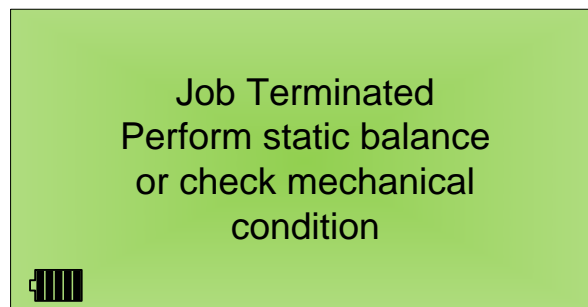 Job Terminated
Perform static balance
or check mechanical
condition